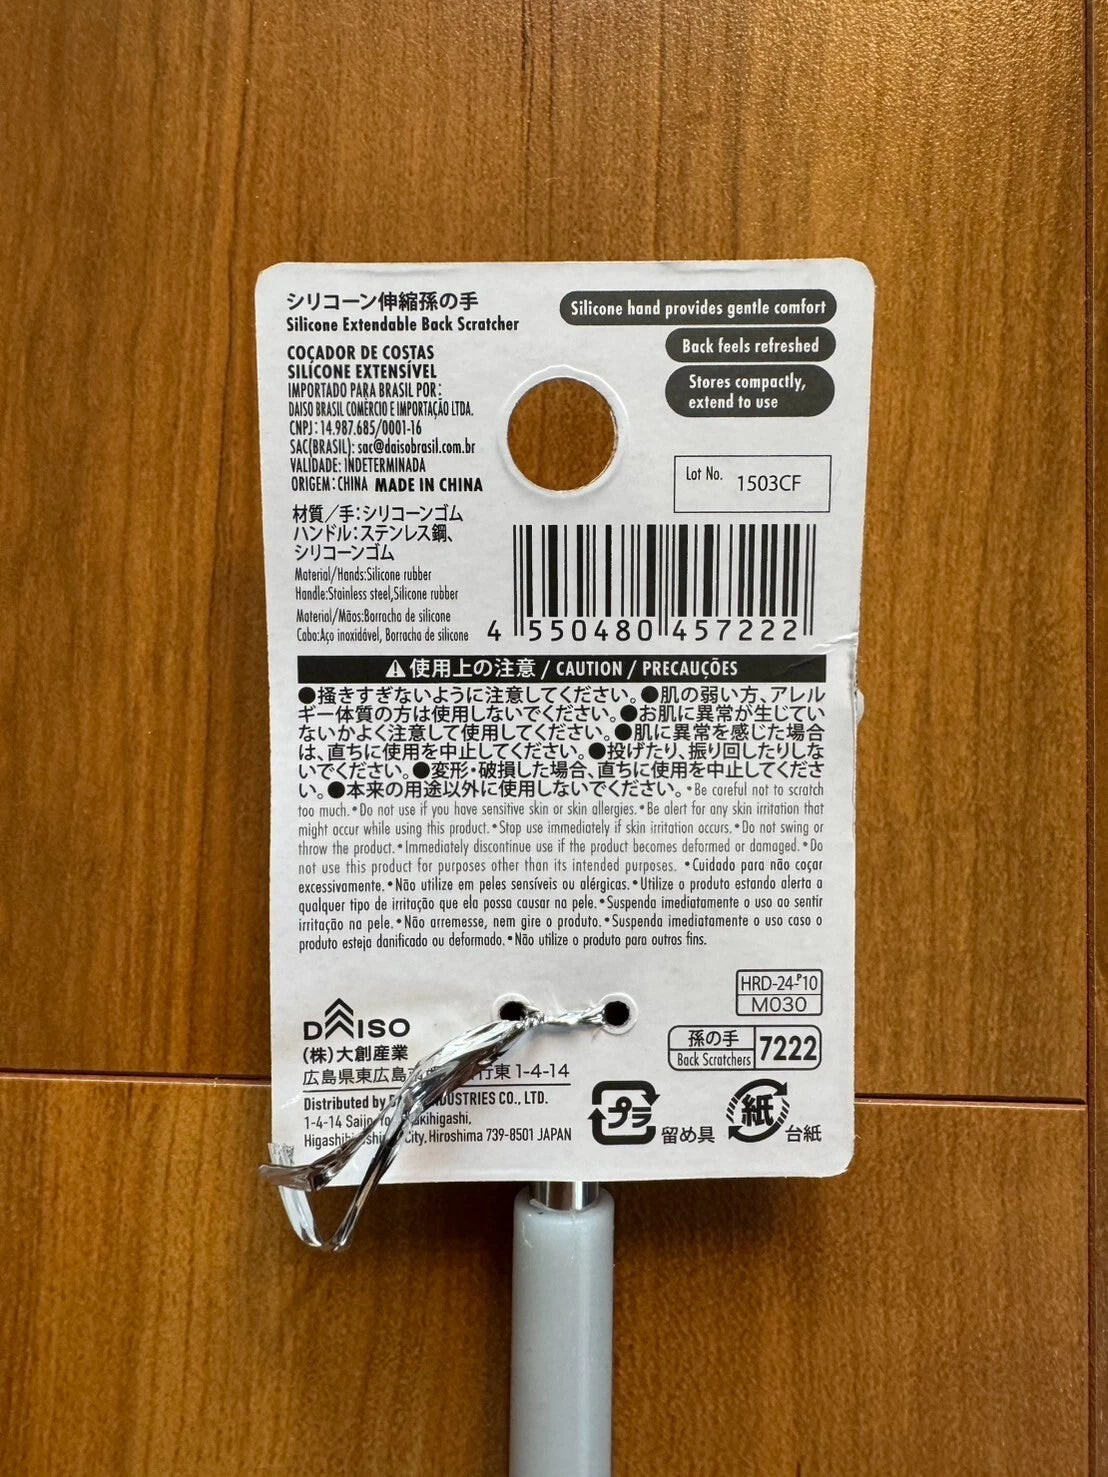 シリコーン伸縮孫の手
Silicone Extendable Back Scratcher
COÇADOR DE COSTAS
SILICONE EXTENSÍVEL
IMPORTADO PARA BRASIL POR:
DAISO BRASIL COMÉRCIO E IMPORTAÇÃO LTDA.
CNPJ: 14.987.685/0001-16
SAC(BRASIL): sac@daisobrasil.com.br
VALIDADE: INDETERMINADA
ORIGEM: CHINA MADE IN CHINA
材質/手:シリコーンゴム
ハンドル:ステンレス鋼、
シリコーンゴム
Material/Hands:Silicone rubber
Handle:Stainless steel,Silicone rubber
Material/Mãos:Borracha de silicone
Cabo:Aço inoxidável, Borracha de silicone
Silicone hand provides gentle comfort
Back feels refreshed
Stores compactly,
extend to use
Lot No. 1503CF
4 550480 457222
⚠使用上の注意 / CAUTION / PRECAUÇÕES
●掻きすぎないように注意してください。●肌の弱い方、アレル
ギー体質の方は使用しないでください。●お肌に異常が生じてい
ないかよく注意して使用してください。●肌に異常を感じた場合
は、直ちに使用を中止してください。●投げたり、振り回したりしな
いでください。●変形・破損した場合、直ちに使用を中止してくださ
い。●本来の用途以外に使用しないでください。•Be careful not to scratch
too much. •Do not use if you have sensitive skin or skin allergies. •Be alert for any skin irritation that
might occur while using this product. •Stop use immediately if skin irritation occurs. •Do not swing or
throw the product. •Immediately discontinue use if the product becomes deformed or damaged. •Do
not use this product for purposes other than its intended purposes. •Cuidado para não coçar
excessivamente. •Não utilize em peles sensíveis ou alérgicas. •Utilize o produto estando alerta a
qualquer tipo de irritação que ela possa causar na pele. •Suspenda imediatamente o uso ao sentir
irritação na pele. •Não arremesse, nem gire o produto. •Suspenda imediatamente o uso caso o
produto esteja danificado ou deformado. •Não utilize o produto para outros fins.
HRD-24-P10
M030
孫の手
Back Scratchers
7222
DAISO
(株)大創産業
広島県東広島 行東 1-4-14
Distributed by INDUSTRIES CO., LTD.
1-4-14 Saijo
City, Hiroshima 739-8501 JAPAN
プラ 留め具
紙 台紙